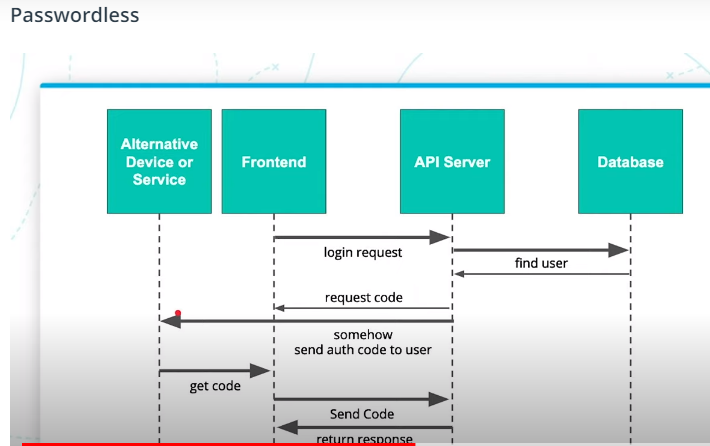 Passwordless
Alternative
Device or
Service
Frontend
API Server
Database
login request
find user
request code
somehow
send auth code to user
get code
Send Code
return response